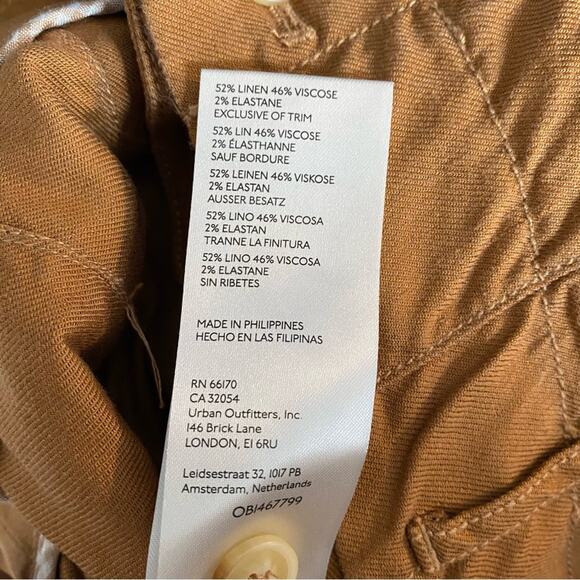 52% LINEN 46% VISCOSE
2% ELASTANE
EXCLUSIVE OF TRIM
52% LIN 46% VISCOSE
2% ÉLASTHANNE
SAUF BORDURE
52% LEINEN 46% VISKOSE
2% ELASTAN
AUSSER BESATZ
52% LINO 46% VISCOSA
2% ELASTAN
TRANNE LA FINITURA
52% LINO 46% VISCOSA
2% ELASTANE
SIN RIBETES
MADE IN PHILIPPINES
HECHO EN LAS FILIPINAS
RN 66170
CA 32054
Urban Outfitters, Inc.
146 Brick Lane
LONDON, E1 6RU
Leidsestraat 32, 1017 PB
Amsterdam, Netherlands
OB1467799